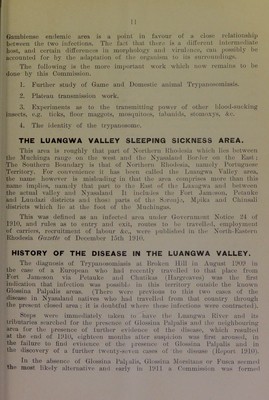 11
Gambiense endemic area is a point in favour of a close relationship
between the two infections. The fact that there is a different intermediate
host, and certain differences in morphology and virulence, can possibly be
accounted for by the adaptation of the organism to its surroundings.
The following is the more important work which now remains to be
done by this Commission.
1. Further study of Game and Domestic animal Trypanosomiasis.
2. Plateau transmission work.
3. Experiments as to the transmitting power of other blood-sucking
insects, e.g. ticks, floor maggots, mosquitoes, tabanids, stomoxys, &c.
4. The identity of the trypanosome.
THE LUANGWA VALLEY SLEEPING SICKNESS AREA.
This area is roughly that part of Northern Rhodesia which lies between
the Muchinga range on the west and the Nyasaland Border on the East;
The Southern Boundary is that of Northern Rhodesia, namely Portuguese
Territory. For convenience it has been called the Luangwa Valley area,
the name however is misleading in that the area comprises more than this
name implies, namely that part to the East of the Luangwa and between
the actual valley and Nyasaland It includes the Fort Jameson, Petauke
and Lundazi districts and those parts of the Serenje, Mpika and Chinsali
districts which lie at the foot of the Muchingas.
This was defined as an infected area under Government Notice 24 of
1910, and rules as to entry and exit, routes to be travelled, employment
of carriers, recruitment of labour &c., were published in the North-Eastern
Rhodesia Gazette of December 15th 1910.
HISTORY OF THE DISEASE IN THE LUANGWA VALLEY.
The diagnosis of Trypanosomiasis at Broken Hill in August 1909 in
the case of a European who had recently travelled to that place from
Fort Jameson via Petauke and Chutika (Hargreaves) was the first
indication that infection was possible in this territory outside the known
Glossina Palpalis areas. (There were previous to this two cases of the
disease in Nyasaland natives who had travelled from that country through
the present closed area; it is doubtful where these infections were contracted).
Steps were immediately taken to have the Luangwa River and its
tributaries searched for the presence of Glossina Palpalis and the neighbouring
area for the presence of further evidence of the disease, which resulted
at the end of 1910, eighteen months after suspicion was first aroused, in
the failure to find evidence of the presence of Glossina Palpalis and in
the discovery of a further twenty-seven cases of the disease (Report 1910).
In the absence of Glossina Palpalis, Glossina Morsitans or Fusca seemed
the most likely alternative and early in 1911 a Commission was formed